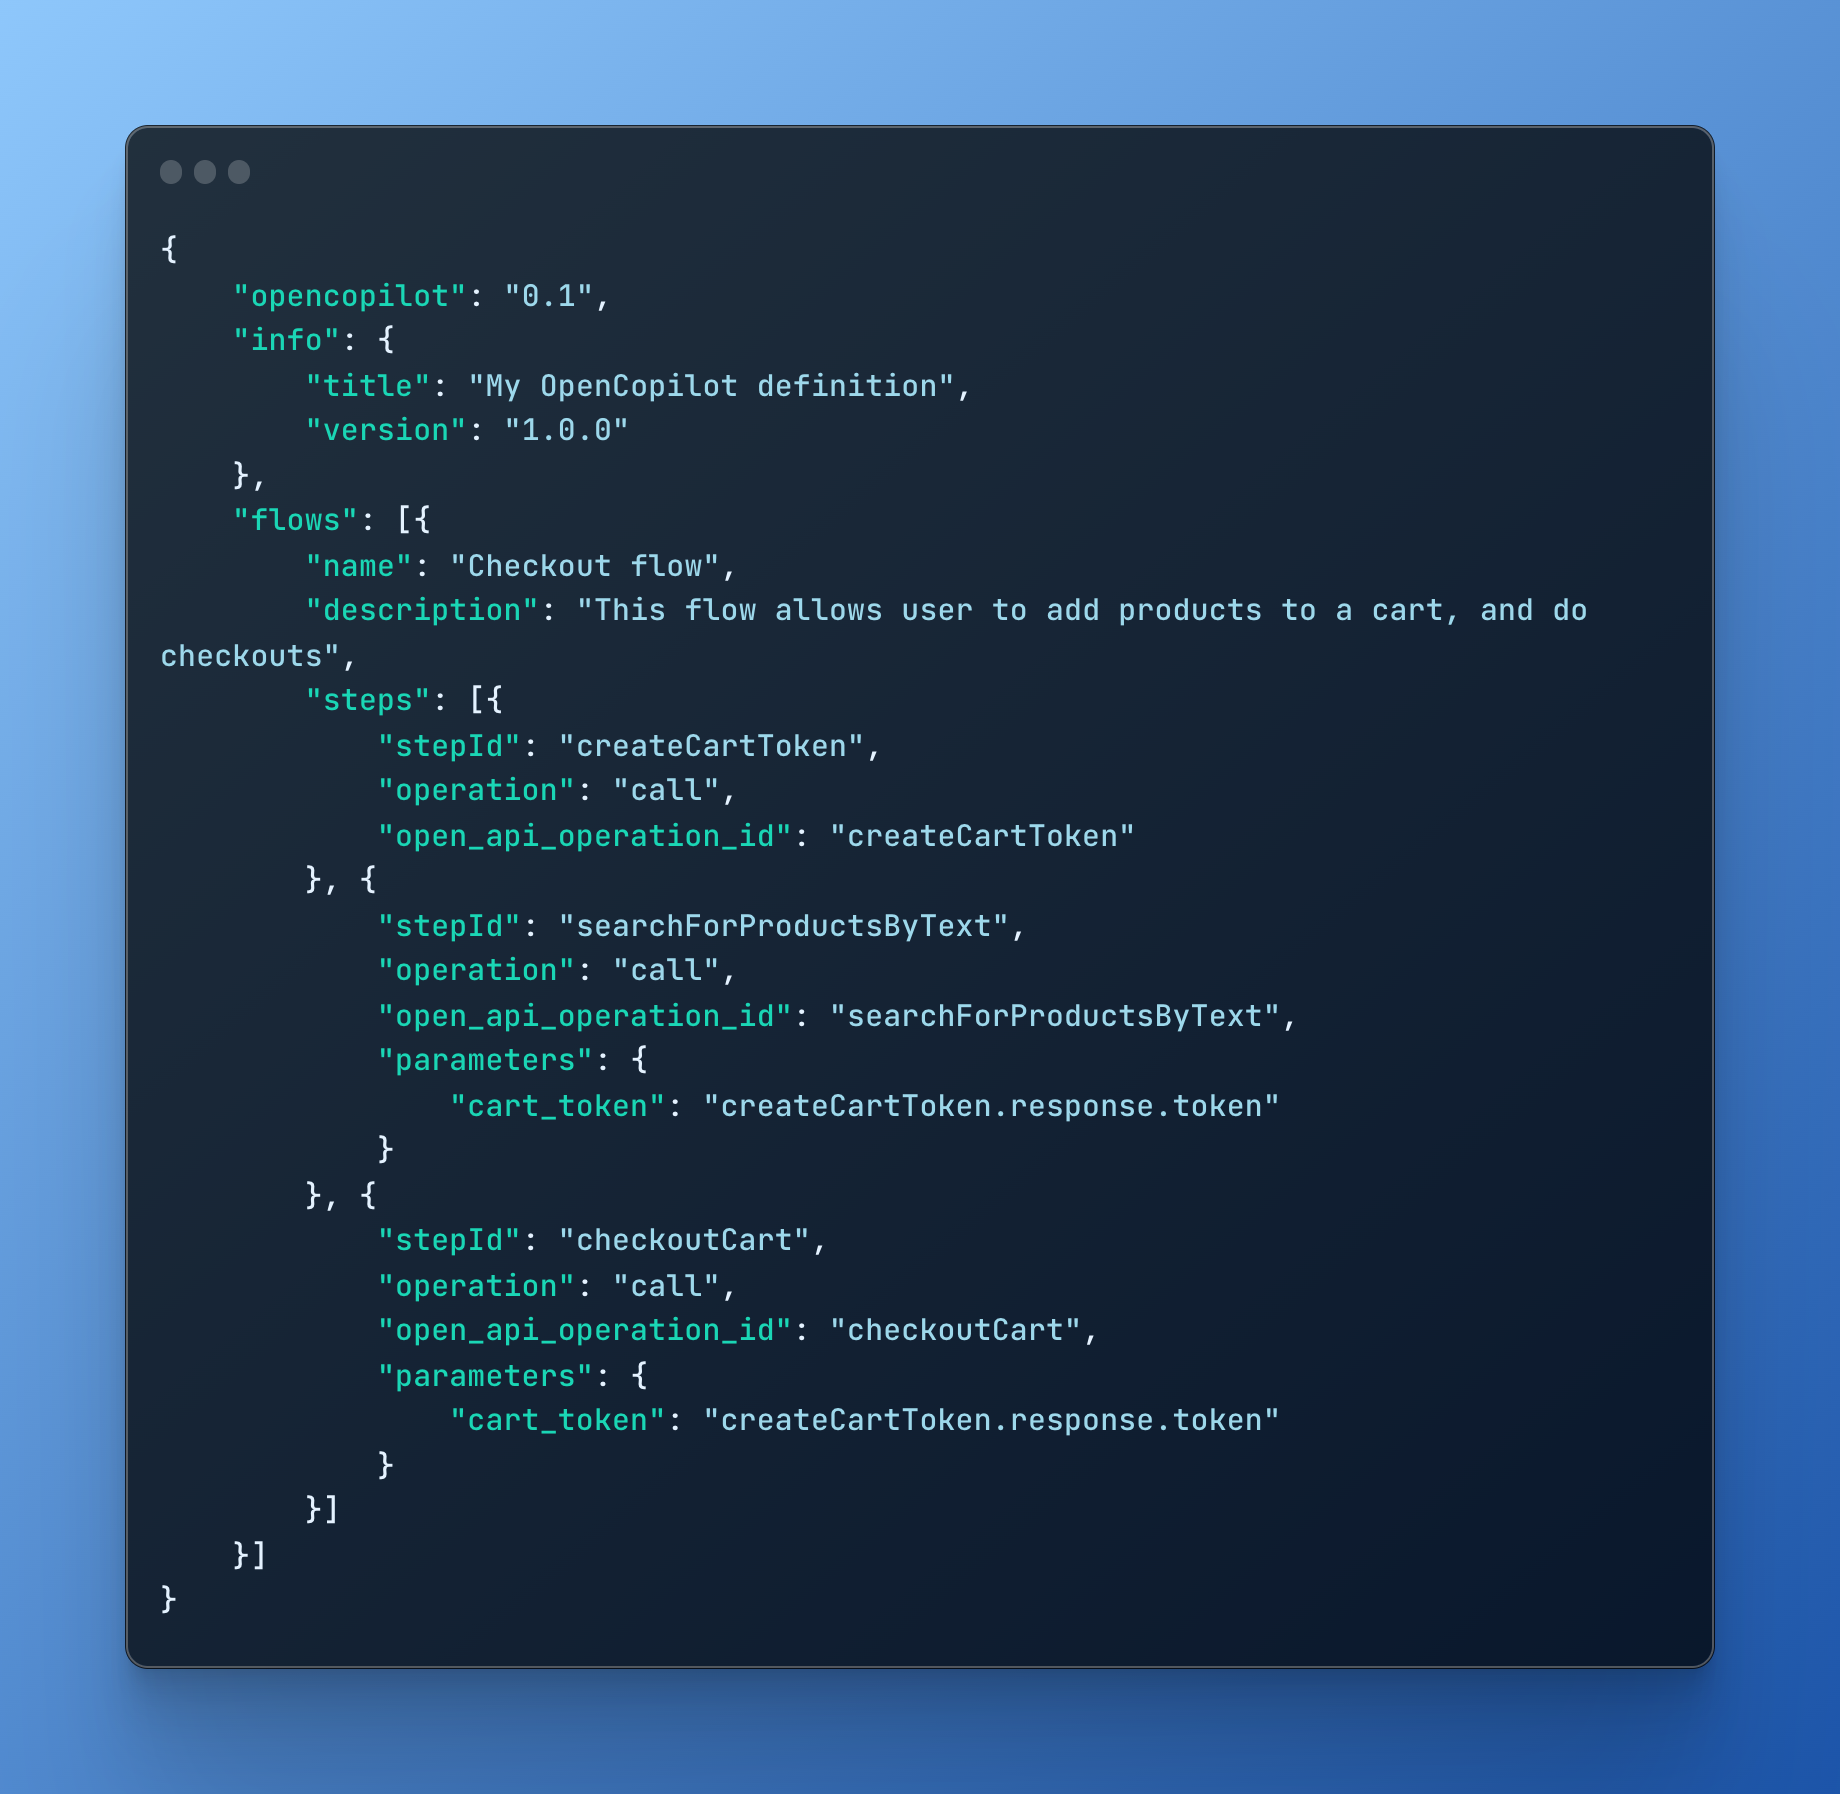 {
    "opencopilot": "0.1",
    "info": {
        "title": "My OpenCopilot definition",
        "version": "1.0.0"
    },
    "flows": [{
        "name": "Checkout flow",
        "description": "This flow allows user to add products to a cart, and do
checkouts",
        "steps": [{
            "stepId": "createCartToken",
            "operation": "call",
            "open_api_operation_id": "createCartToken"
        }, {
            "stepId": "searchForProductsByText",
            "operation": "call",
            "open_api_operation_id": "searchForProductsByText",
            "parameters": {
                "cart_token": "createCartToken.response.token"
            }
        }, {
            "stepId": "checkoutCart",
            "operation": "call",
            "open_api_operation_id": "checkoutCart",
            "parameters": {
                "cart_token": "createCartToken.response.token"
            }
        }]
    }]
}